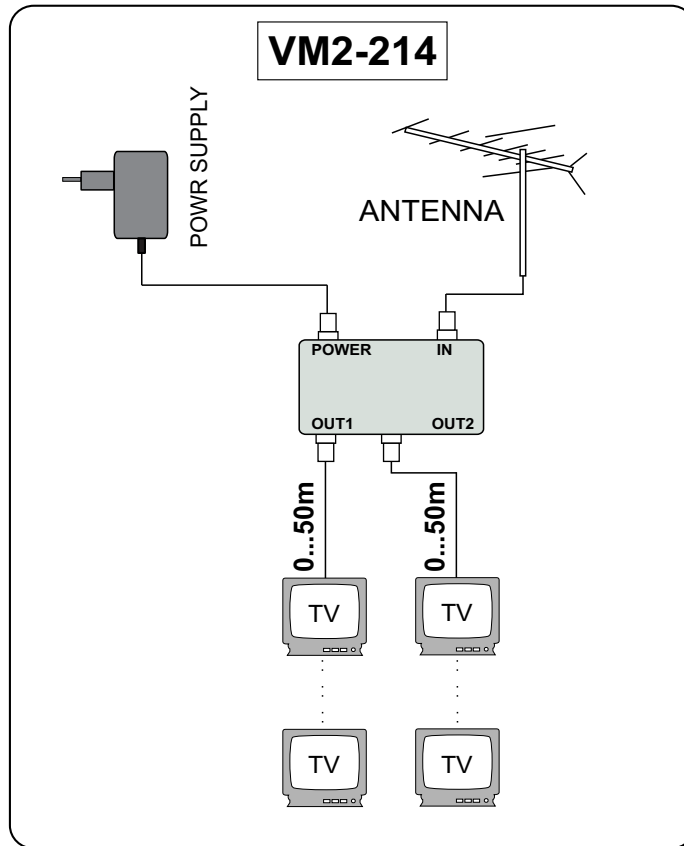 VM2-214
POWR SUPPLY
ANTENNA
POWER IN
OUT1 OUT2
0...50m 0...50m
TV TV
TV TV